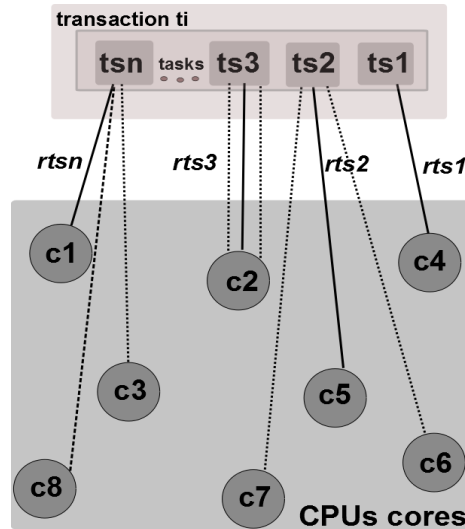 transaction ti
tsn tasks ts3 ts2 ts1
rtsn rts3 rts2 rts1
c1 c2 c4
c3 c5
c8 c7 c6
CPUs cores